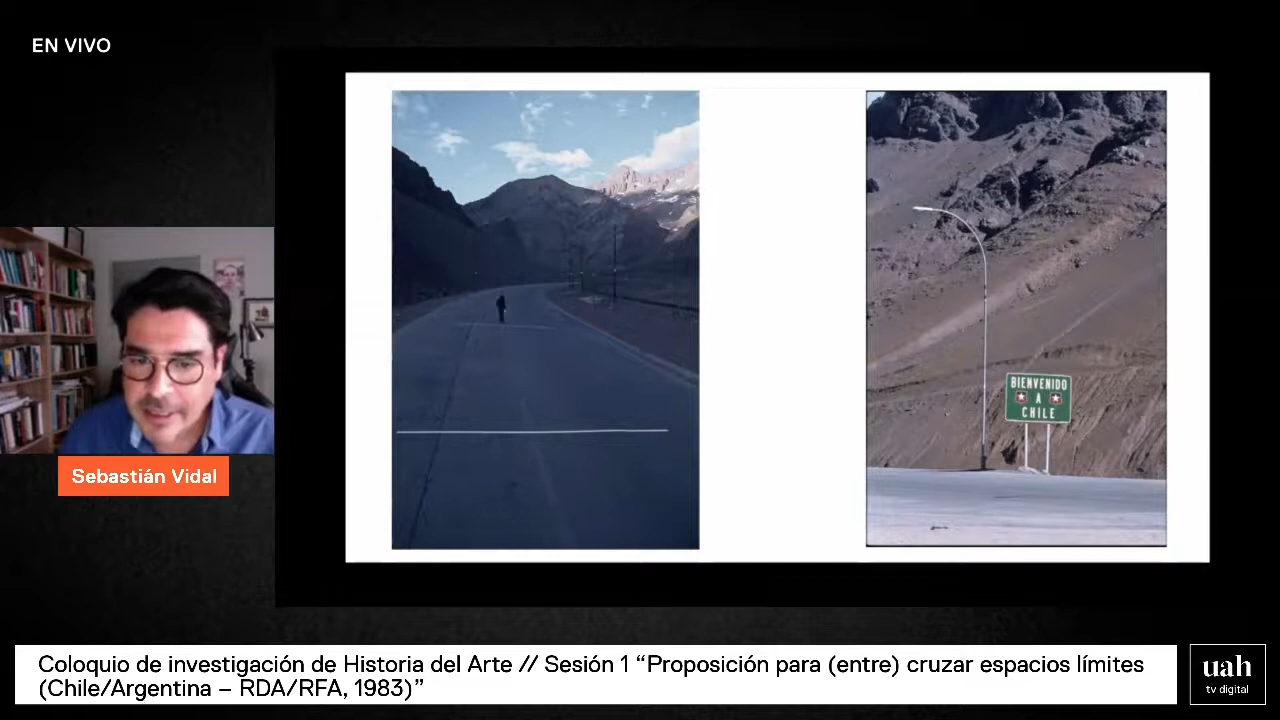 EN VIVO
BIENVENIDO
A
CHILE
Sebastián Vidal
Coloquio de investigación de Historia del Arte // Sesión 1 “Proposición para (entre) cruzar espacios límites
(Chile/Argentina – RDA/RFA, 1983)”
uah
tv digital